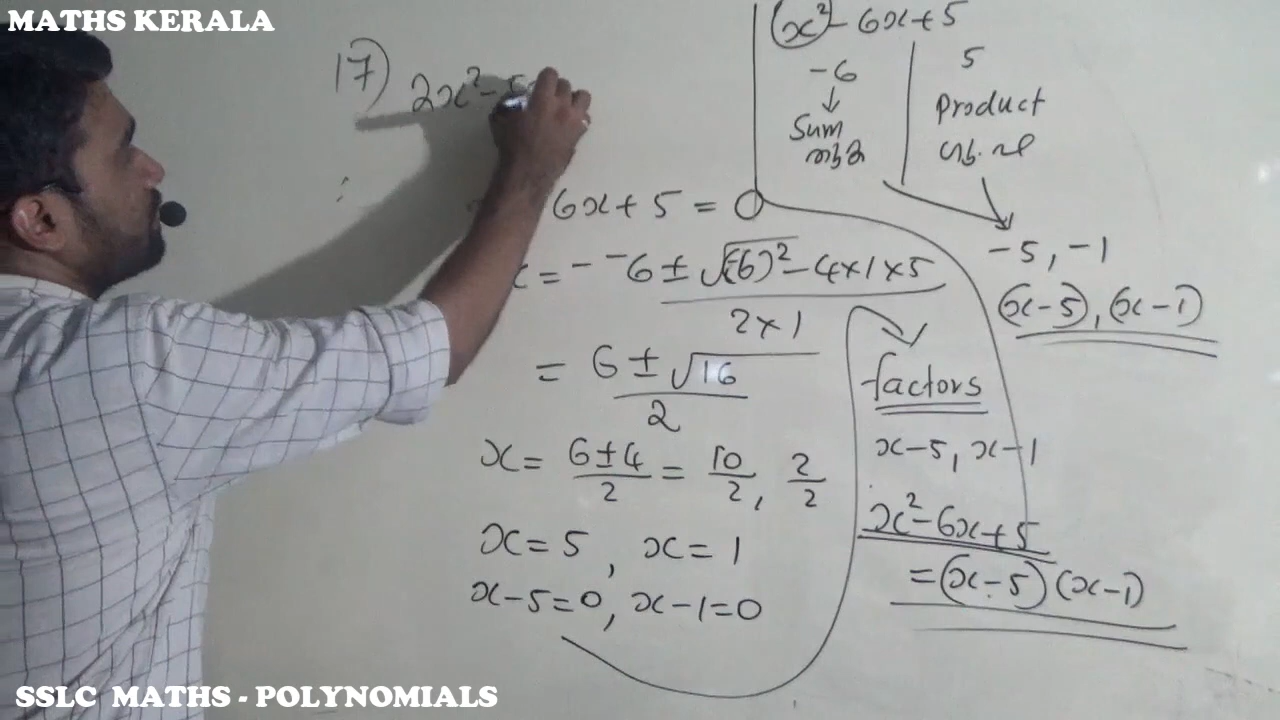 MATHS KERALA
17) 2x² - 5
6x + 5 = 0
x = - -6 ± √(-6)² - 4×1×5
2 × 1
= 6 ± √16
2
x = 6±4/2 = 10/2, 2/2
x = 5, x = 1
x-5=0, x-1=0
x² - 6x + 5
-6
Sum
5
Product
-5, -1
(x-5), (x-1)
factors
x-5, x-1
x² - 6x + 5
= (x-5)(x-1)
SSLC MATHS - POLYNOMIALS